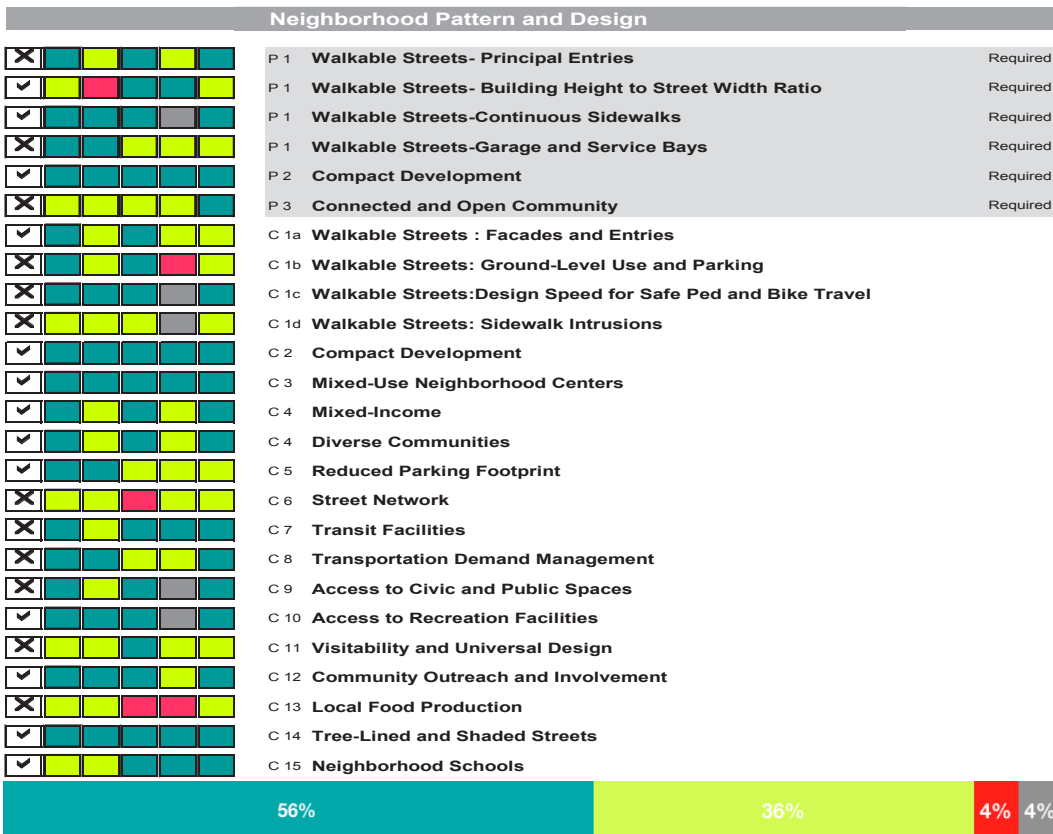 Neighborhood Pattern and Design
P 1 Walkable Streets- Principal Entries Required
P 1 Walkable Streets- Building Height to Street Width Ratio Required
P 1 Walkable Streets-Continuous Sidewalks Required
P 1 Walkable Streets-Garage and Service Bays Required
P 2 Compact Development Required
P 3 Connected and Open Community Required
C 1a Walkable Streets : Facades and Entries
C 1b Walkable Streets: Ground-Level Use and Parking
C 1c Walkable Streets:Design Speed for Safe Ped and Bike Travel
C 1d Walkable Streets: Sidewalk Intrusions
C 2 Compact Development
C 3 Mixed-Use Neighborhood Centers
C 4 Mixed-Income
C 4 Diverse Communities
C 5 Reduced Parking Footprint
C 6 Street Network
C 7 Transit Facilities
C 8 Transportation Demand Management
C 9 Access to Civic and Public Spaces
C 10 Access to Recreation Facilities
C 11 Visitability and Universal Design
C 12 Community Outreach and Involvement
C 13 Local Food Production
C 14 Tree-Lined and Shaded Streets
C 15 Neighborhood Schools
56% 36% 4% 4%